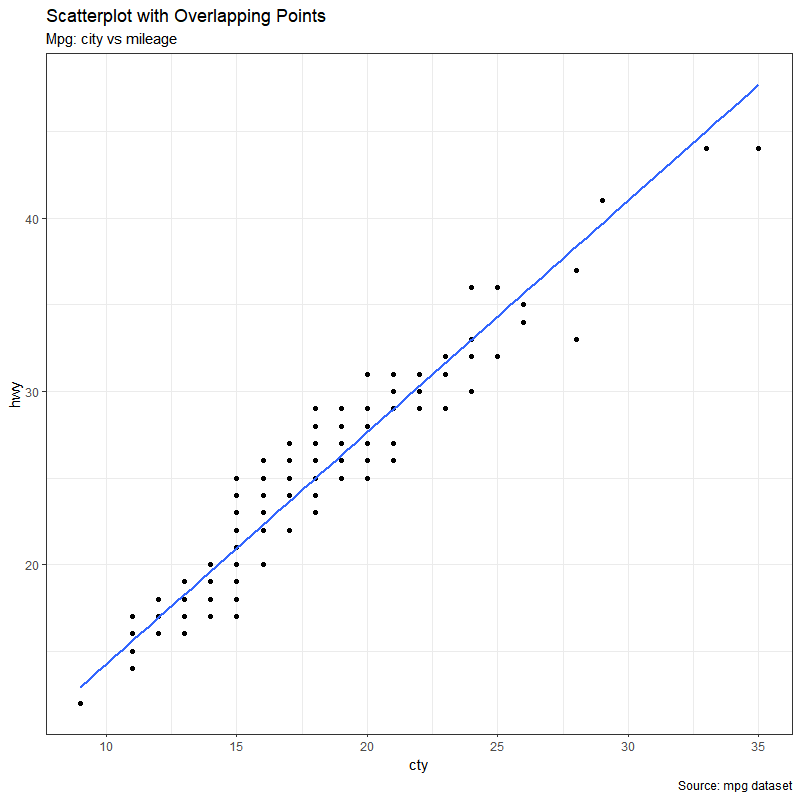 Scatterplot with Overlapping Points
Mpg: city vs mileage
hwy
40
30
20
10 15 20 25 30 35
cty
Source: mpg dataset